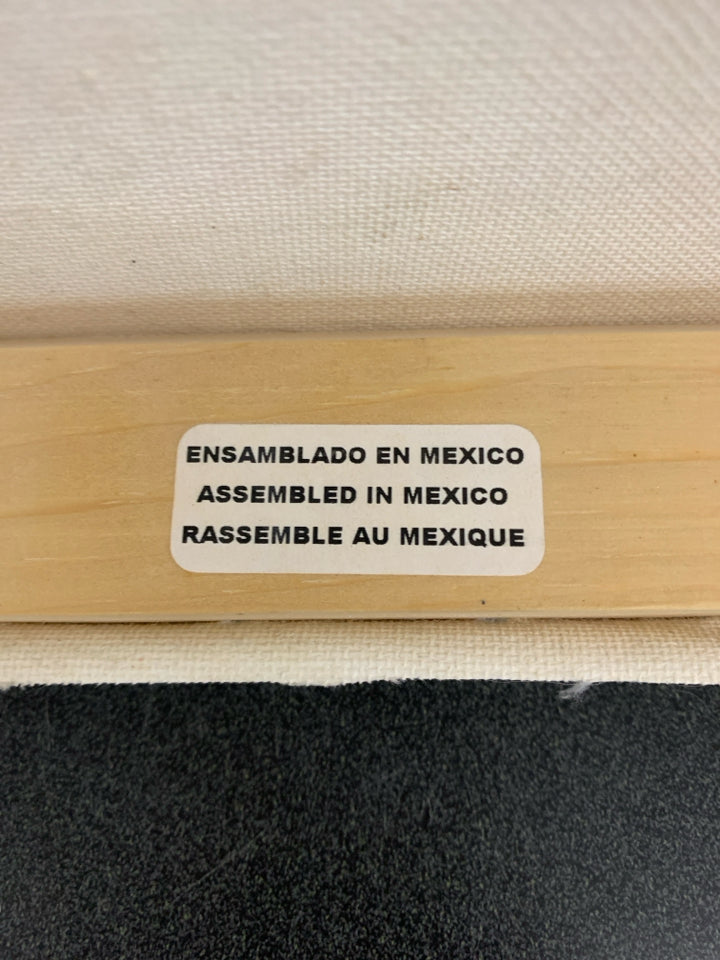 ENSAMBLADO EN MEXICO
ASSEMBLED IN MEXICO
RASSEMBLE AU MEXIQUE